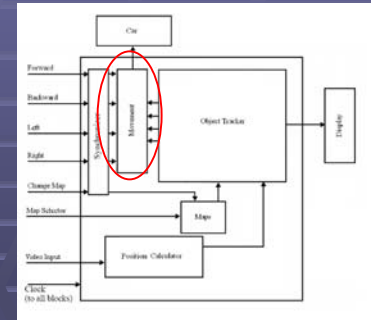 Car
Forward
Backward
Left
Right
Change Map
Map Selector
Video Input
Clock
(to all blocks)
Synchronizer
Movement
Object Tracker
Maps
Position Calculator
Display